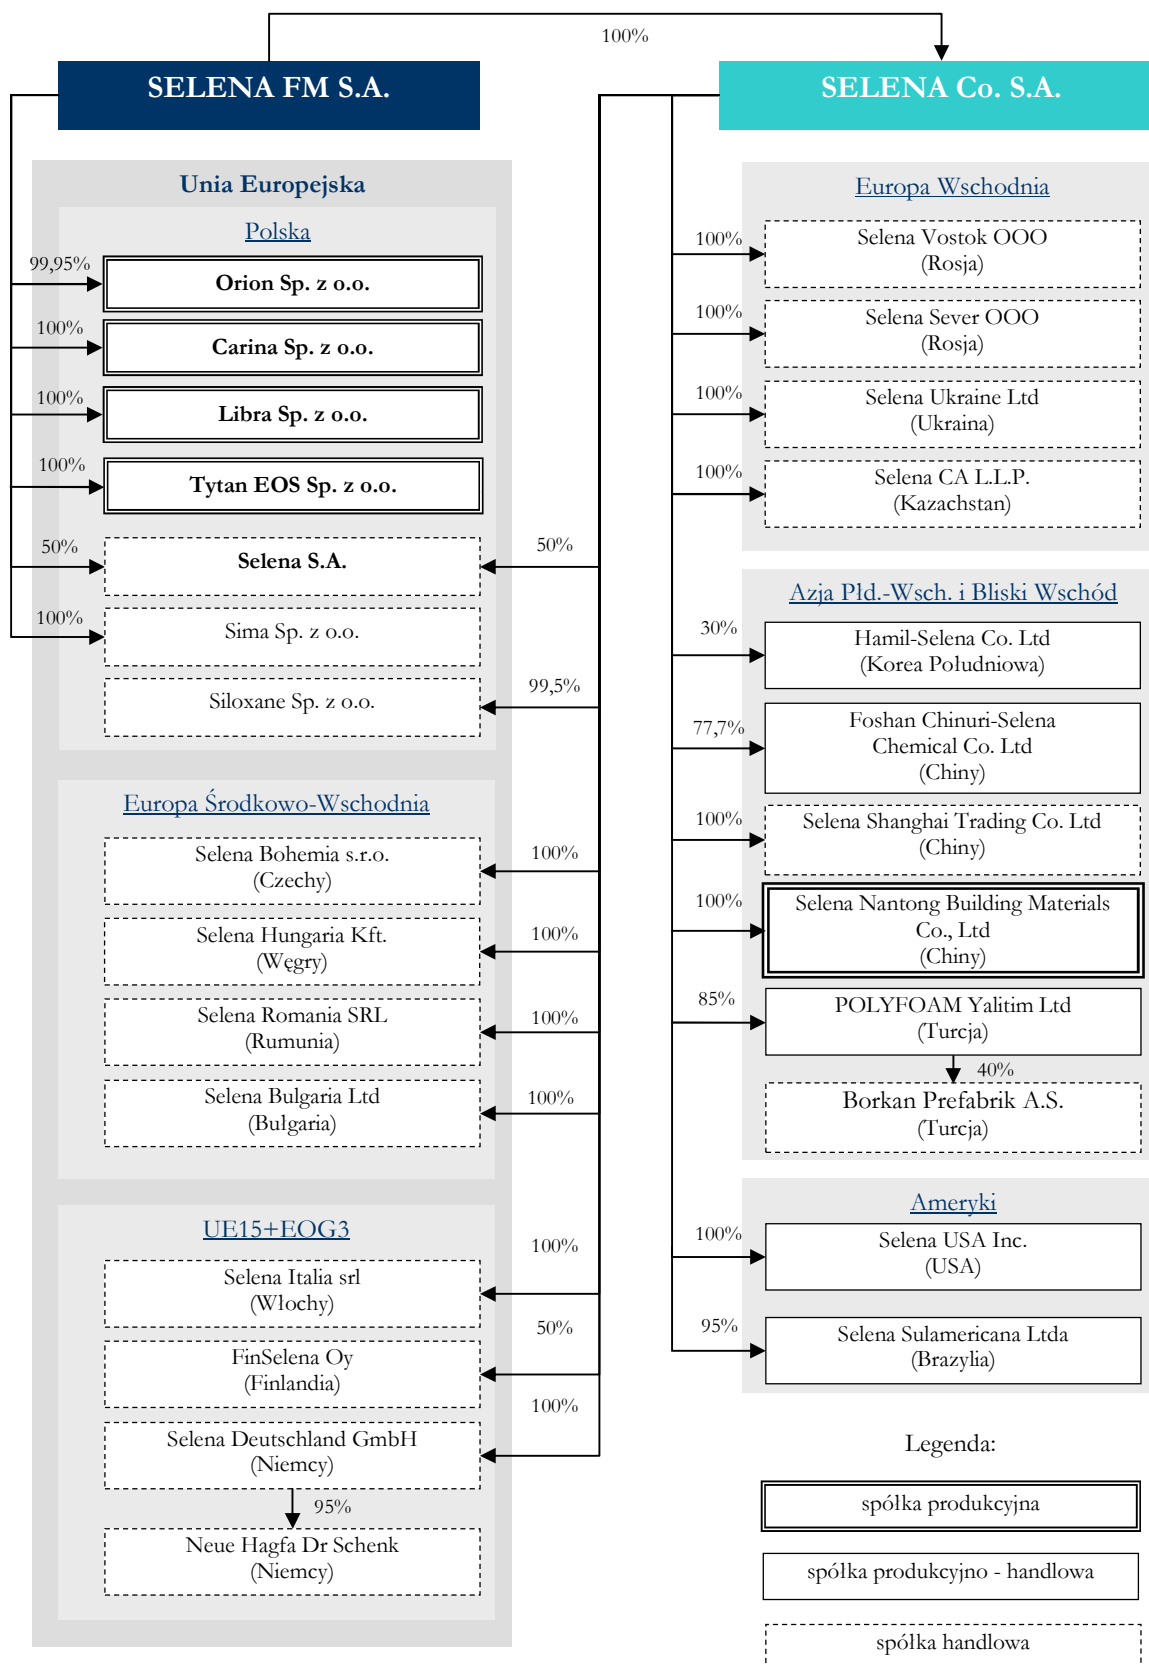 100%
SELENA FM S.A.
SELENA Co. S.A.
Unia Europejska
Polska
99,95%
Orion Sp. z o.o.
100%
Carina Sp. z o.o.
100%
Libra Sp. z o.o.
100%
Tytan EOS Sp. z o.o.
50%
Selena S.A.
50%
100%
Sima Sp. z o.o.
Siloxane Sp. z o.o.
99,5%
Europa Środkowo-Wschodnia
Selena Bohemia s.r.o.
(Czechy)
100%
Selena Hungaria Kft.
(Węgry)
100%
Selena Romania SRL
(Rumunia)
100%
Selena Bulgaria Ltd
(Bułgaria)
100%
UE15+EOG3
100%
Selena Italia srl
(Włochy)
50%
FinSelena Oy
(Finlandia)
100%
Selena Deutschland GmbH
(Niemcy)
95%
Neue Hagfa Dr Schenk
(Niemcy)
Europa Wschodnia
100%
Selena Vostok OOO
(Rosja)
100%
Selena Sever OOO
(Rosja)
100%
Selena Ukraine Ltd
(Ukraina)
100%
Selena CA L.L.P.
(Kazachstan)
Azja Płd.-Wsch. i Bliski Wschód
30%
Hamil-Selena Co. Ltd
(Korea Południowa)
77,7%
Foshan Chinuri-Selena
Chemical Co. Ltd
(Chiny)
100%
Selena Shanghai Trading Co. Ltd
(Chiny)
100%
Selena Nantong Building Materials
Co., Ltd
(Chiny)
85%
POLYFOAM Yalitim Ltd
(Turcja)
40%
Borkan Prefabrik A.S.
(Turcja)
Ameryki
100%
Selena USA Inc.
(USA)
95%
Selena Sulamericana Ltda
(Brazylia)
Legenda:
spółka produkcyjna
spółka produkcyjno - handlowa
spółka handlowa